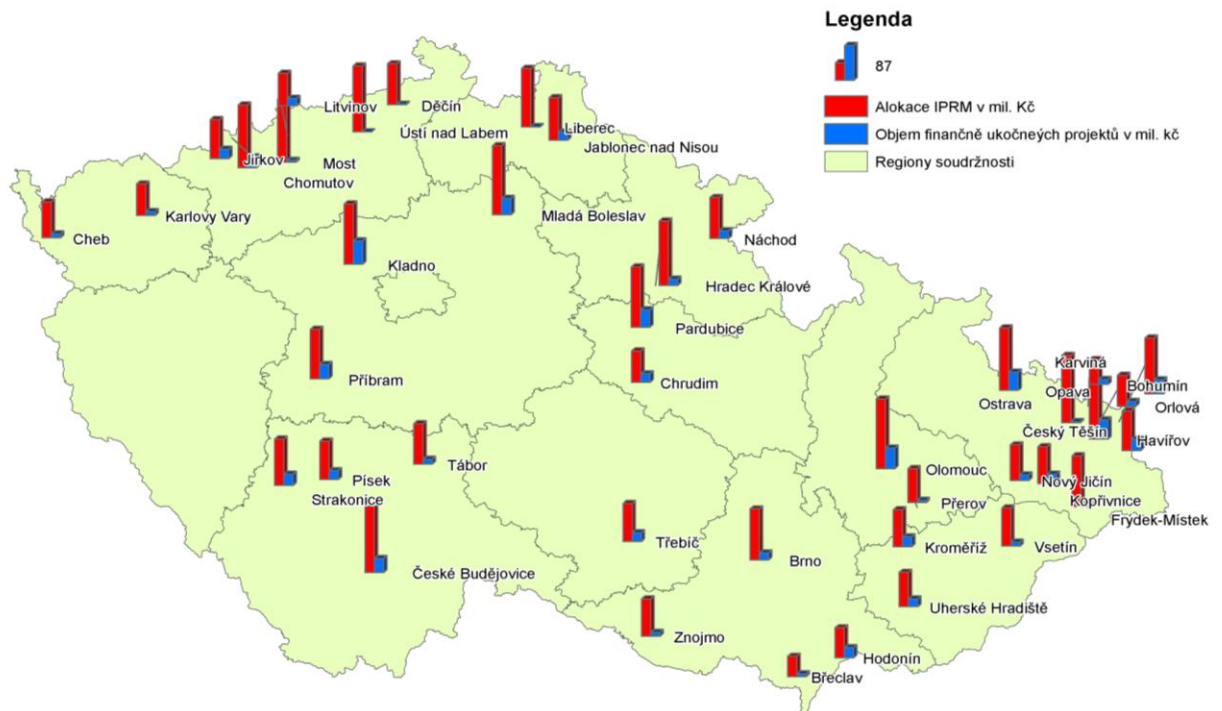 Legenda
87
Alokace IPRM v mil. Kč
Objem finančně ukočneých projektů v mil. kč
Regiony soudržnosti
Litvínov
Děčín
Ústí nad Labem
Liberec
Jablonec nad Nisou
Jirkov
Most
Chomutov
Karlovy Vary
Cheb
Mladá Boleslav
Náchod
Kladno
Hradec Králové
Pardubice
Příbram
Chrudim
Karviná
Opava
Bohumín
Ostrava
Orlová
Český Těšín
Havířov
Tábor
Písek
Strakonice
Olomouc
Nový Jičín
Přerov
Kopřivnice
Frýdek-Místek
Třebíč
Brno
Kroměříž
Vsetín
České Budějovice
Uherské Hradiště
Znojmo
Hodonín
Břeclav